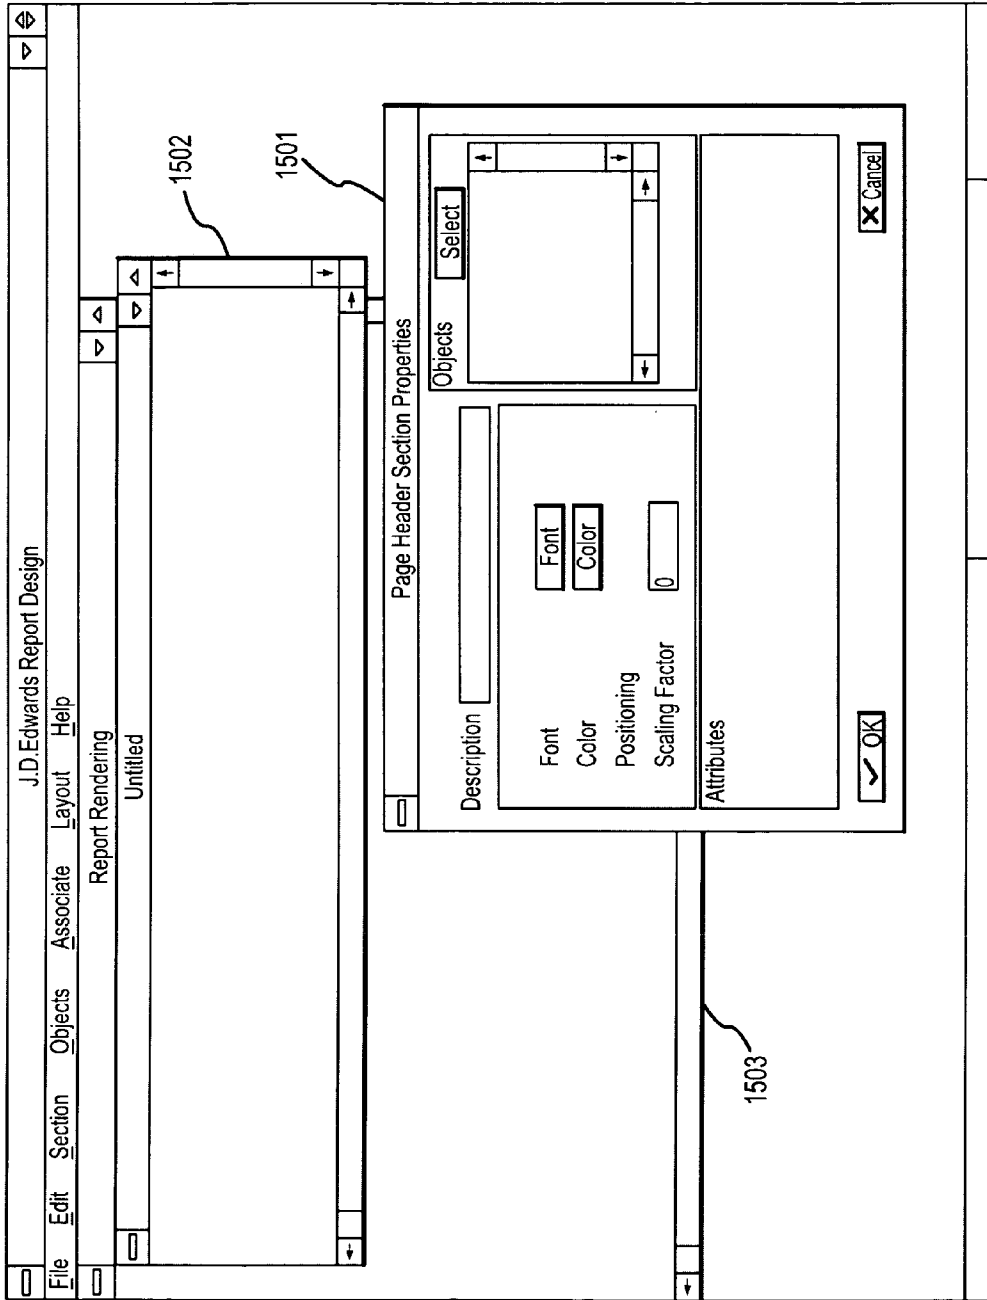 J.D.Edwards Report Design
File Edit Section Objects Associate Layout Help
Report Rendering
Untitled
1502
1501
Page Header Section Properties
Description
Objects Select
Font Font
Color Color
Positioning
Scaling Factor 0
Attributes
OK Cancel
1503